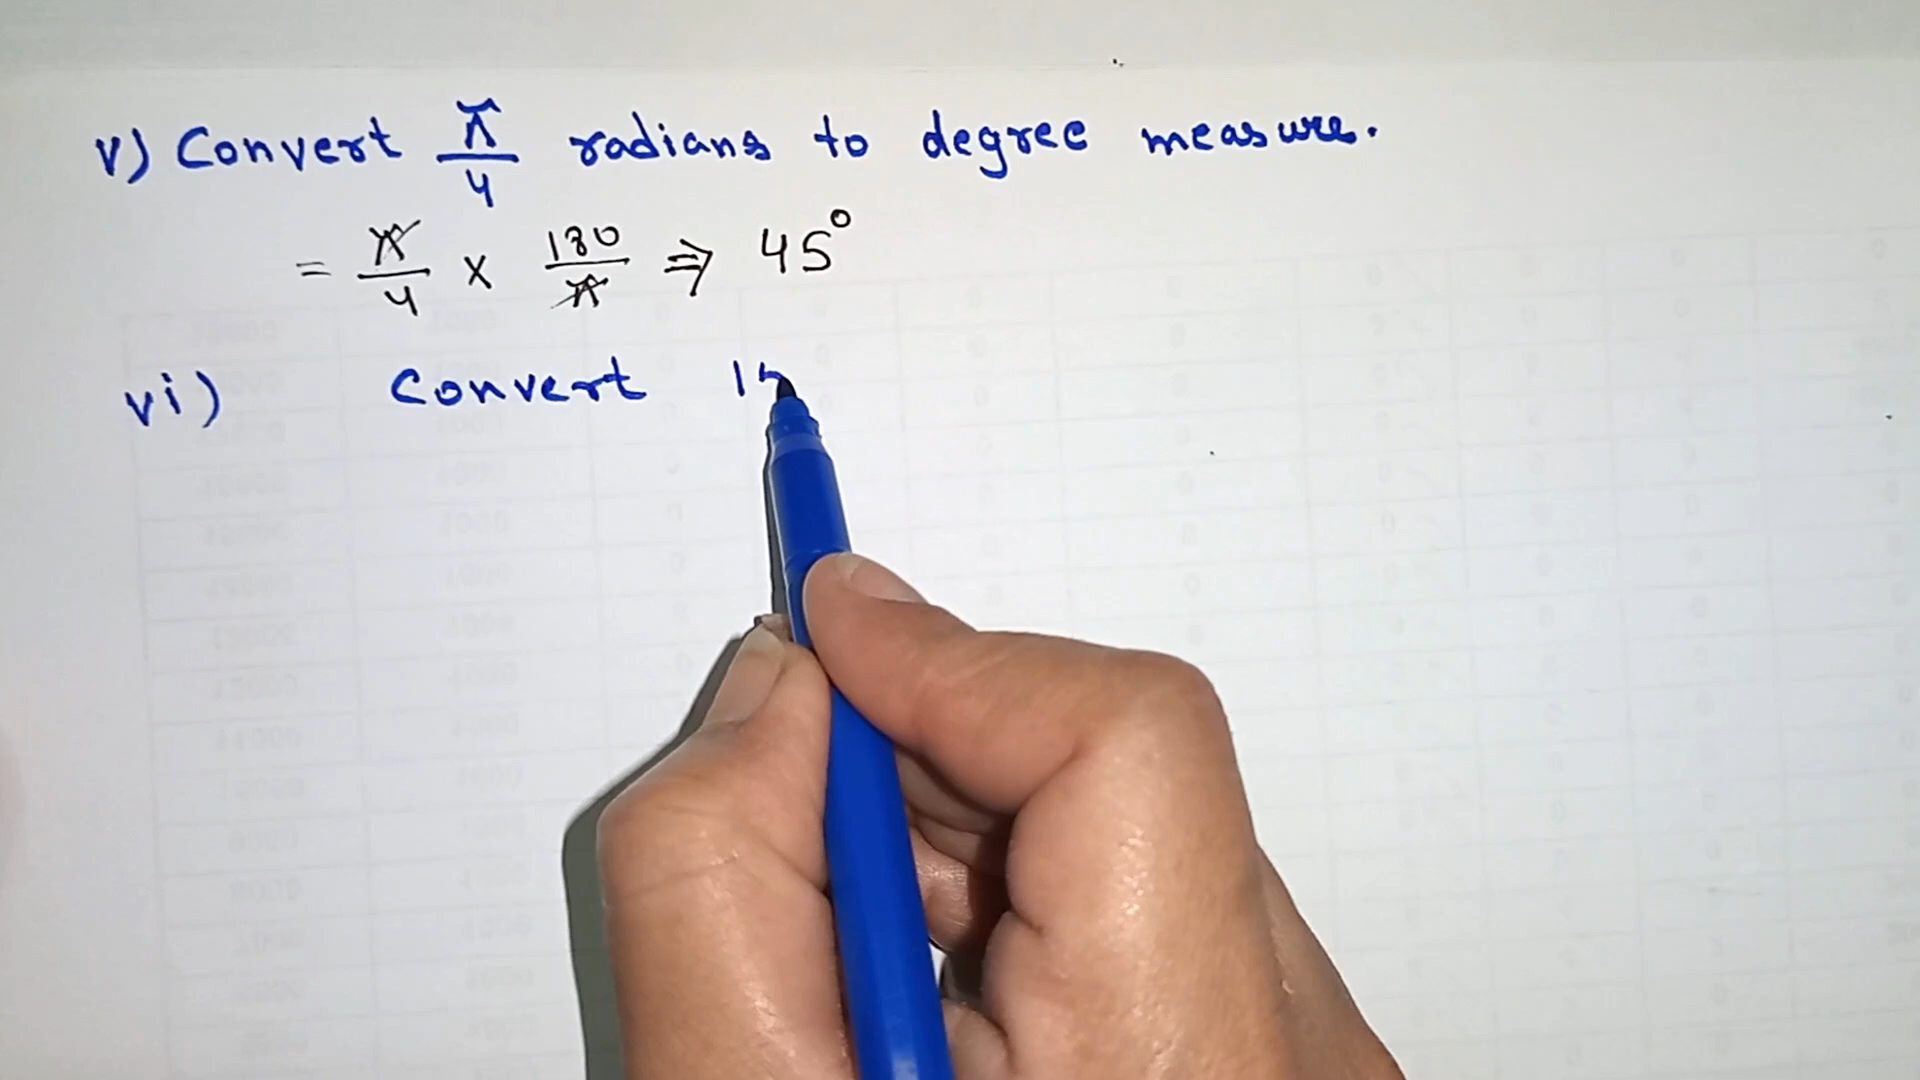 v) Convert π/4 radians to degree measure.
= π/4 × 180/π ⇒ 45°
vi) Convert